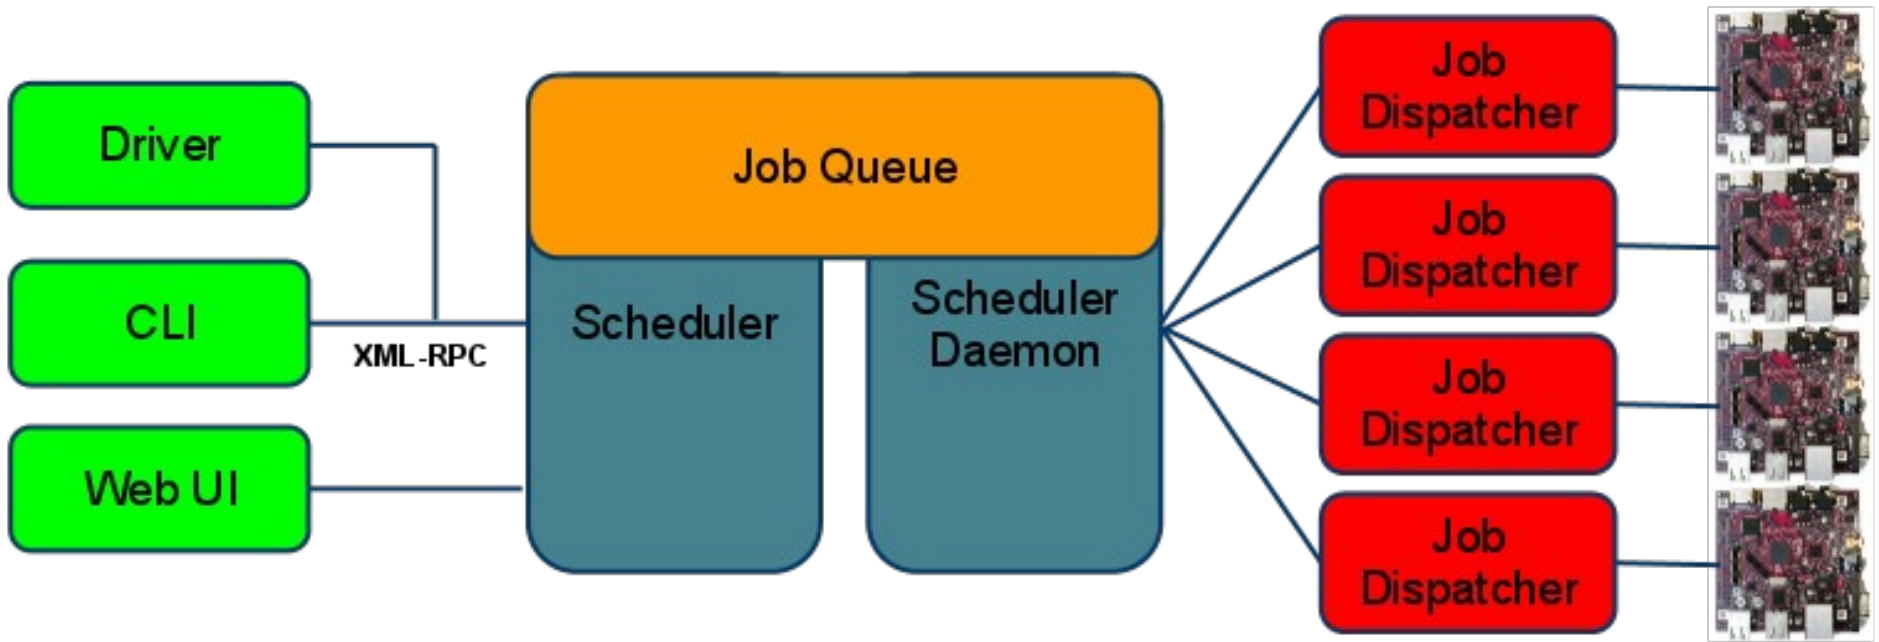 Driver
CLI
Web UI
XML-RPC
Job Queue
Scheduler
Scheduler
Daemon
Job
Dispatcher
Job
Dispatcher
Job
Dispatcher
Job
Dispatcher